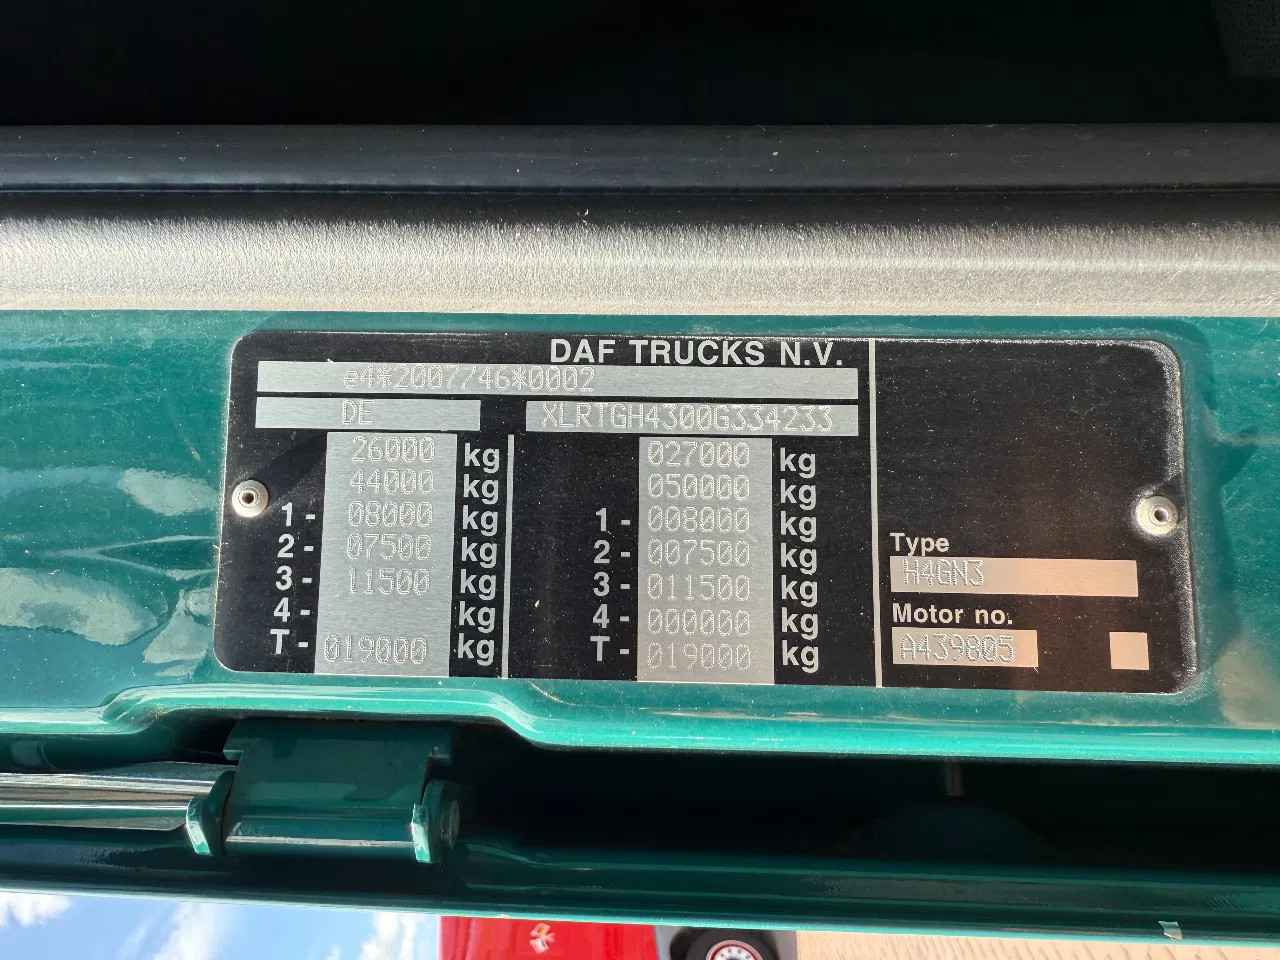 DAF TRUCKS N.V.
e4*2007/46*0002
DE XLRTGH4300G334233
26000 kg 027000 kg
44000 kg 050000 kg
1- 08000 kg 1- 008000 kg
2- 07500 kg 2- 007500 kg
3- 11500 kg 3- 011500 kg
4- kg 4- 000000 kg
T- 019000 kg T- 019000 kg
Type
H4GN3
Motor no.
A439805